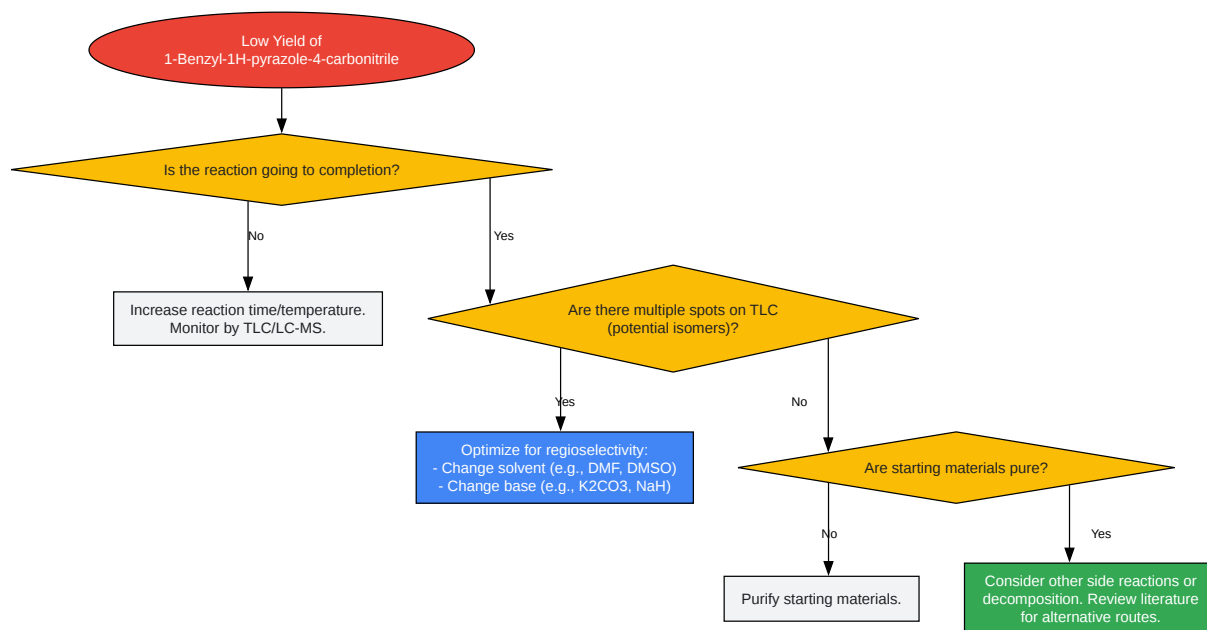 Low Yield of
1-Benzyl-1H-pyrazole-4-carbonitrile
Is the reaction going to completion?
No
Yes
Increase reaction time/temperature.
Monitor by TLC/LC-MS.
Are there multiple spots on TLC
(potential isomers)?
Yes
No
Optimize for regioselectivity:
- Change solvent (e.g., DMF, DMSO)
- Change base (e.g., K2CO3, NaH)
Are starting materials pure?
No
Yes
Purify starting materials.
Consider other side reactions or
decomposition. Review literature
for alternative routes.